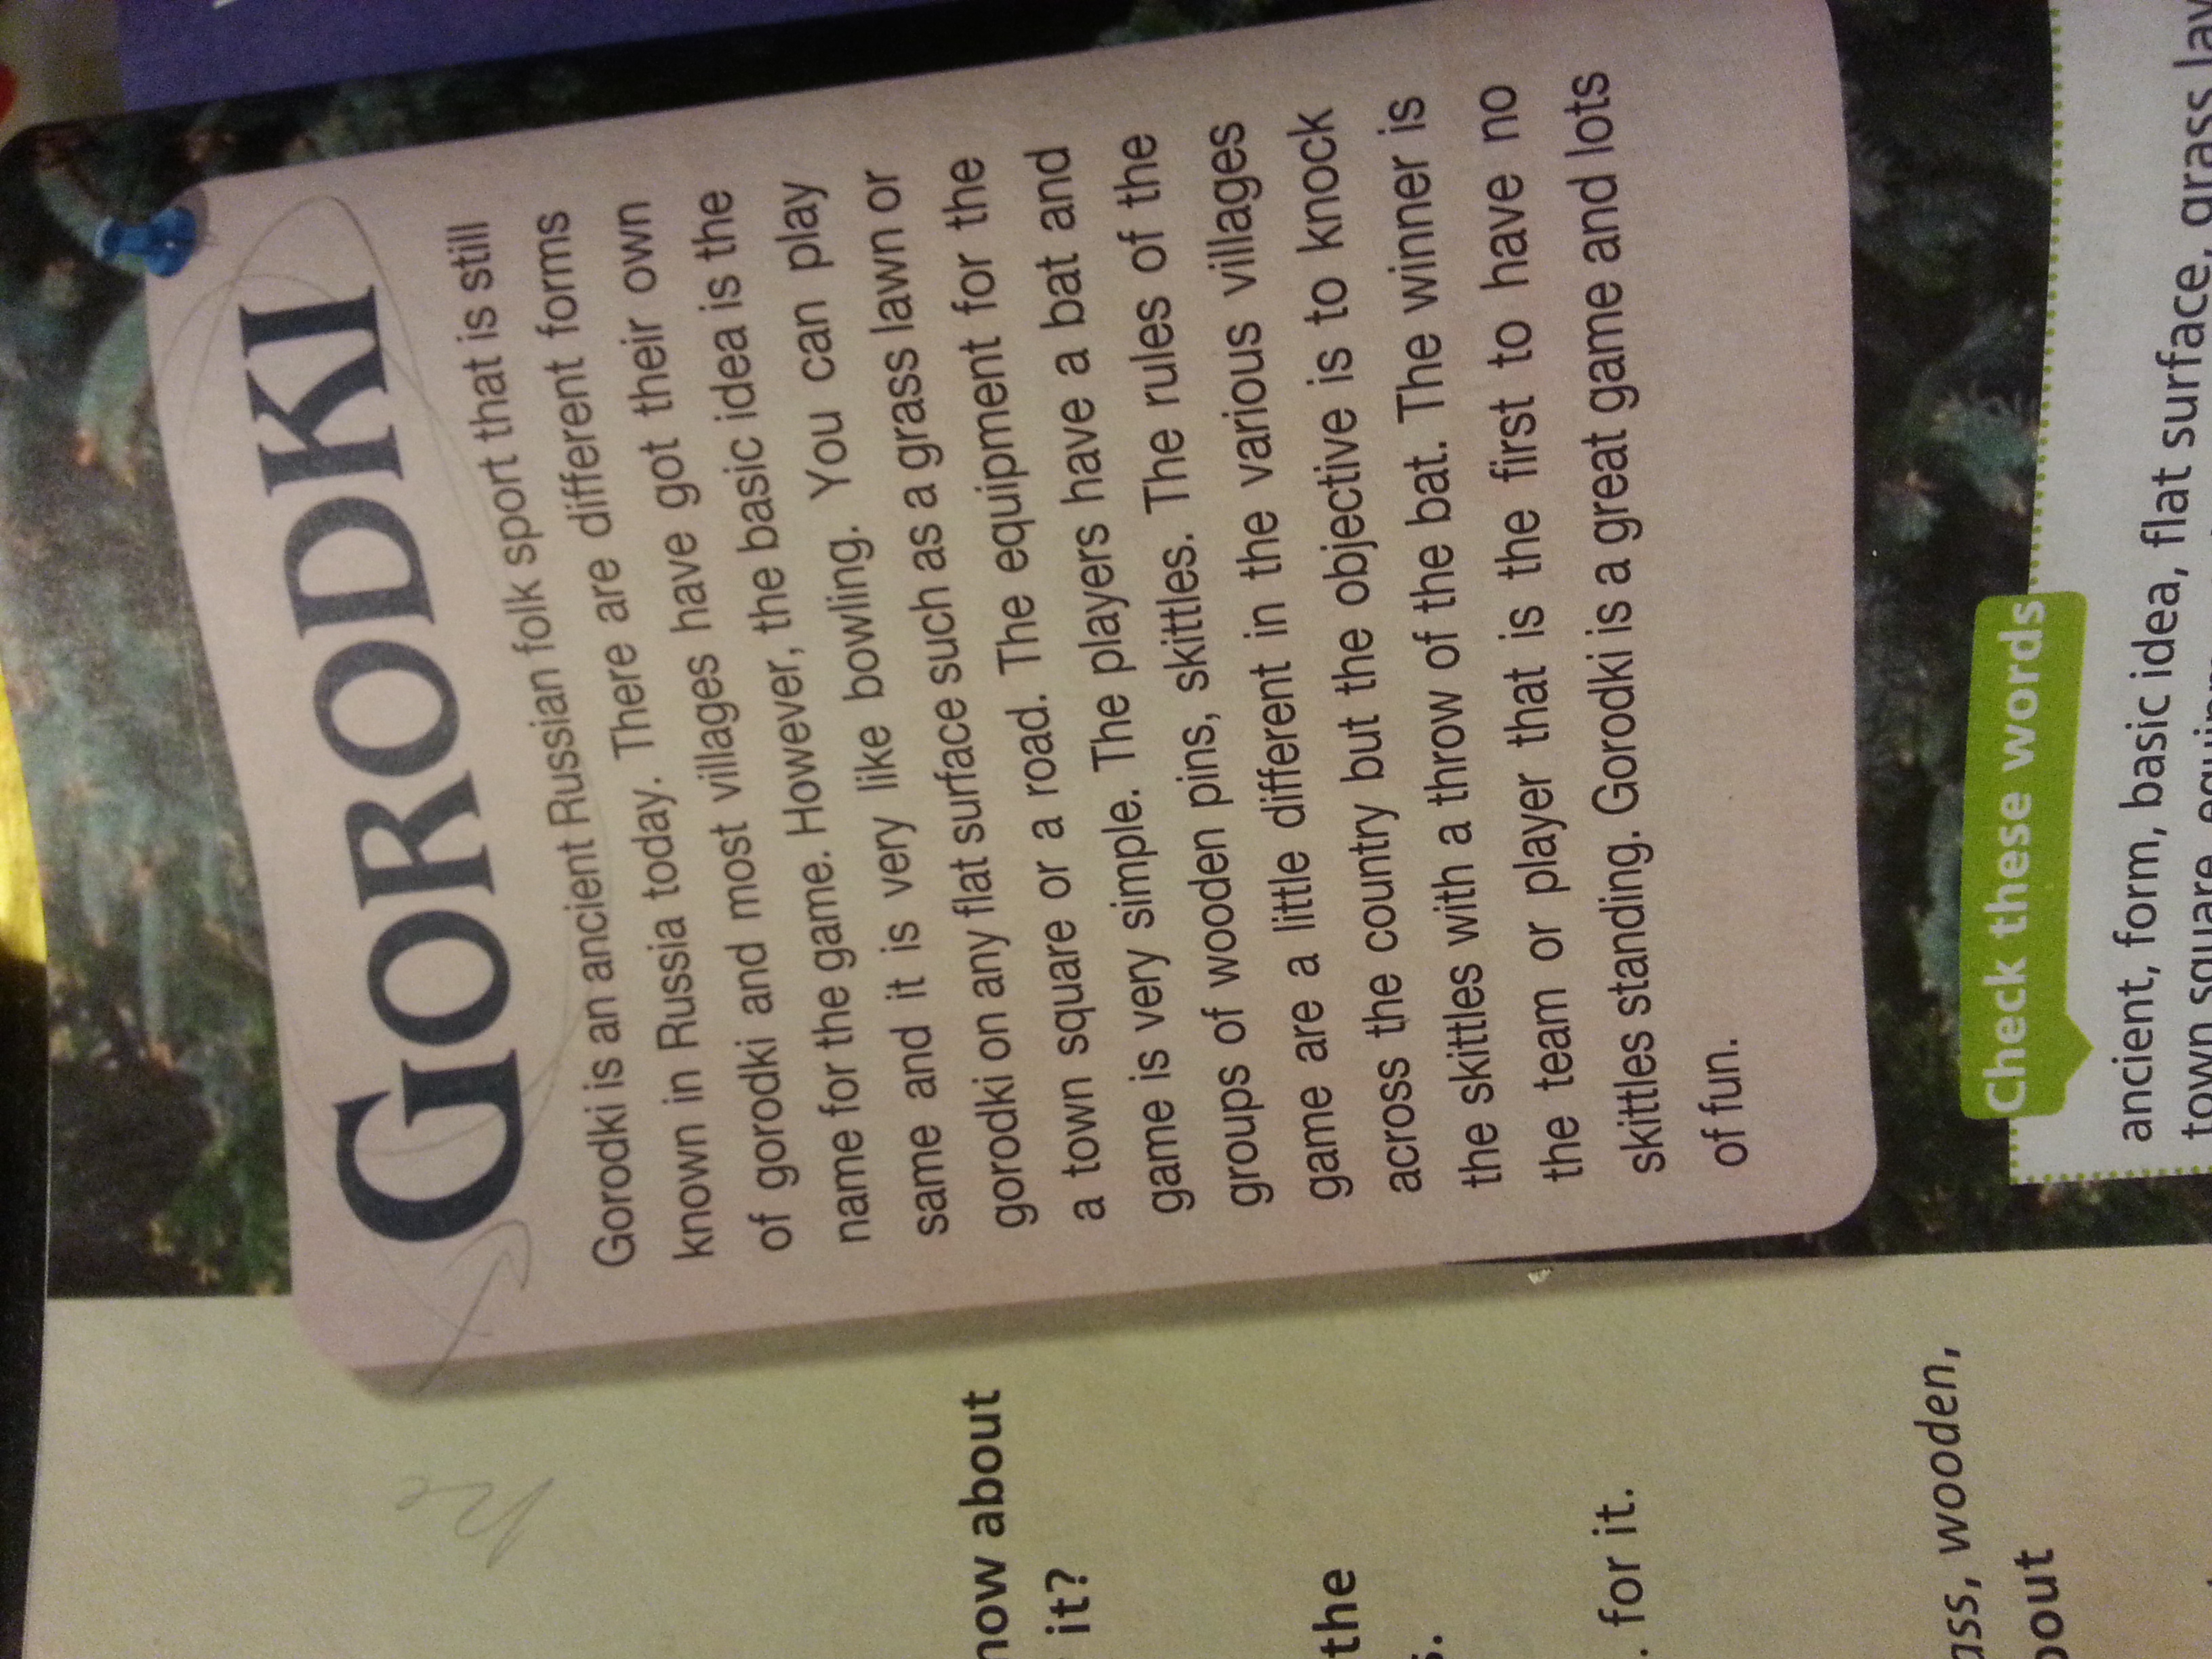 GORODKI
Gorodki is an ancient Russian folk sport that is still
known in Russia today. There are different forms
of gorodki and most villages have got their own
name for the game. However, the basic idea is the
same and it is very like bowling. You can play
gorodki on any flat surface such as a grass lawn or
a town square or a road. The equipment for the
game is very simple. The players have a bat and
groups of wooden pins, skittles. The rules of the
game are a little different in the various villages
across the country but the objective is to knock
the skittles with a throw of the bat. The winner is
the team or player that is the first to have no
skittles standing. Gorodki is a great game and lots
of fun.
Check these words
ancient, form, basic idea, flat surface, grass
town square,
about
it?
the
for it.
wooden,